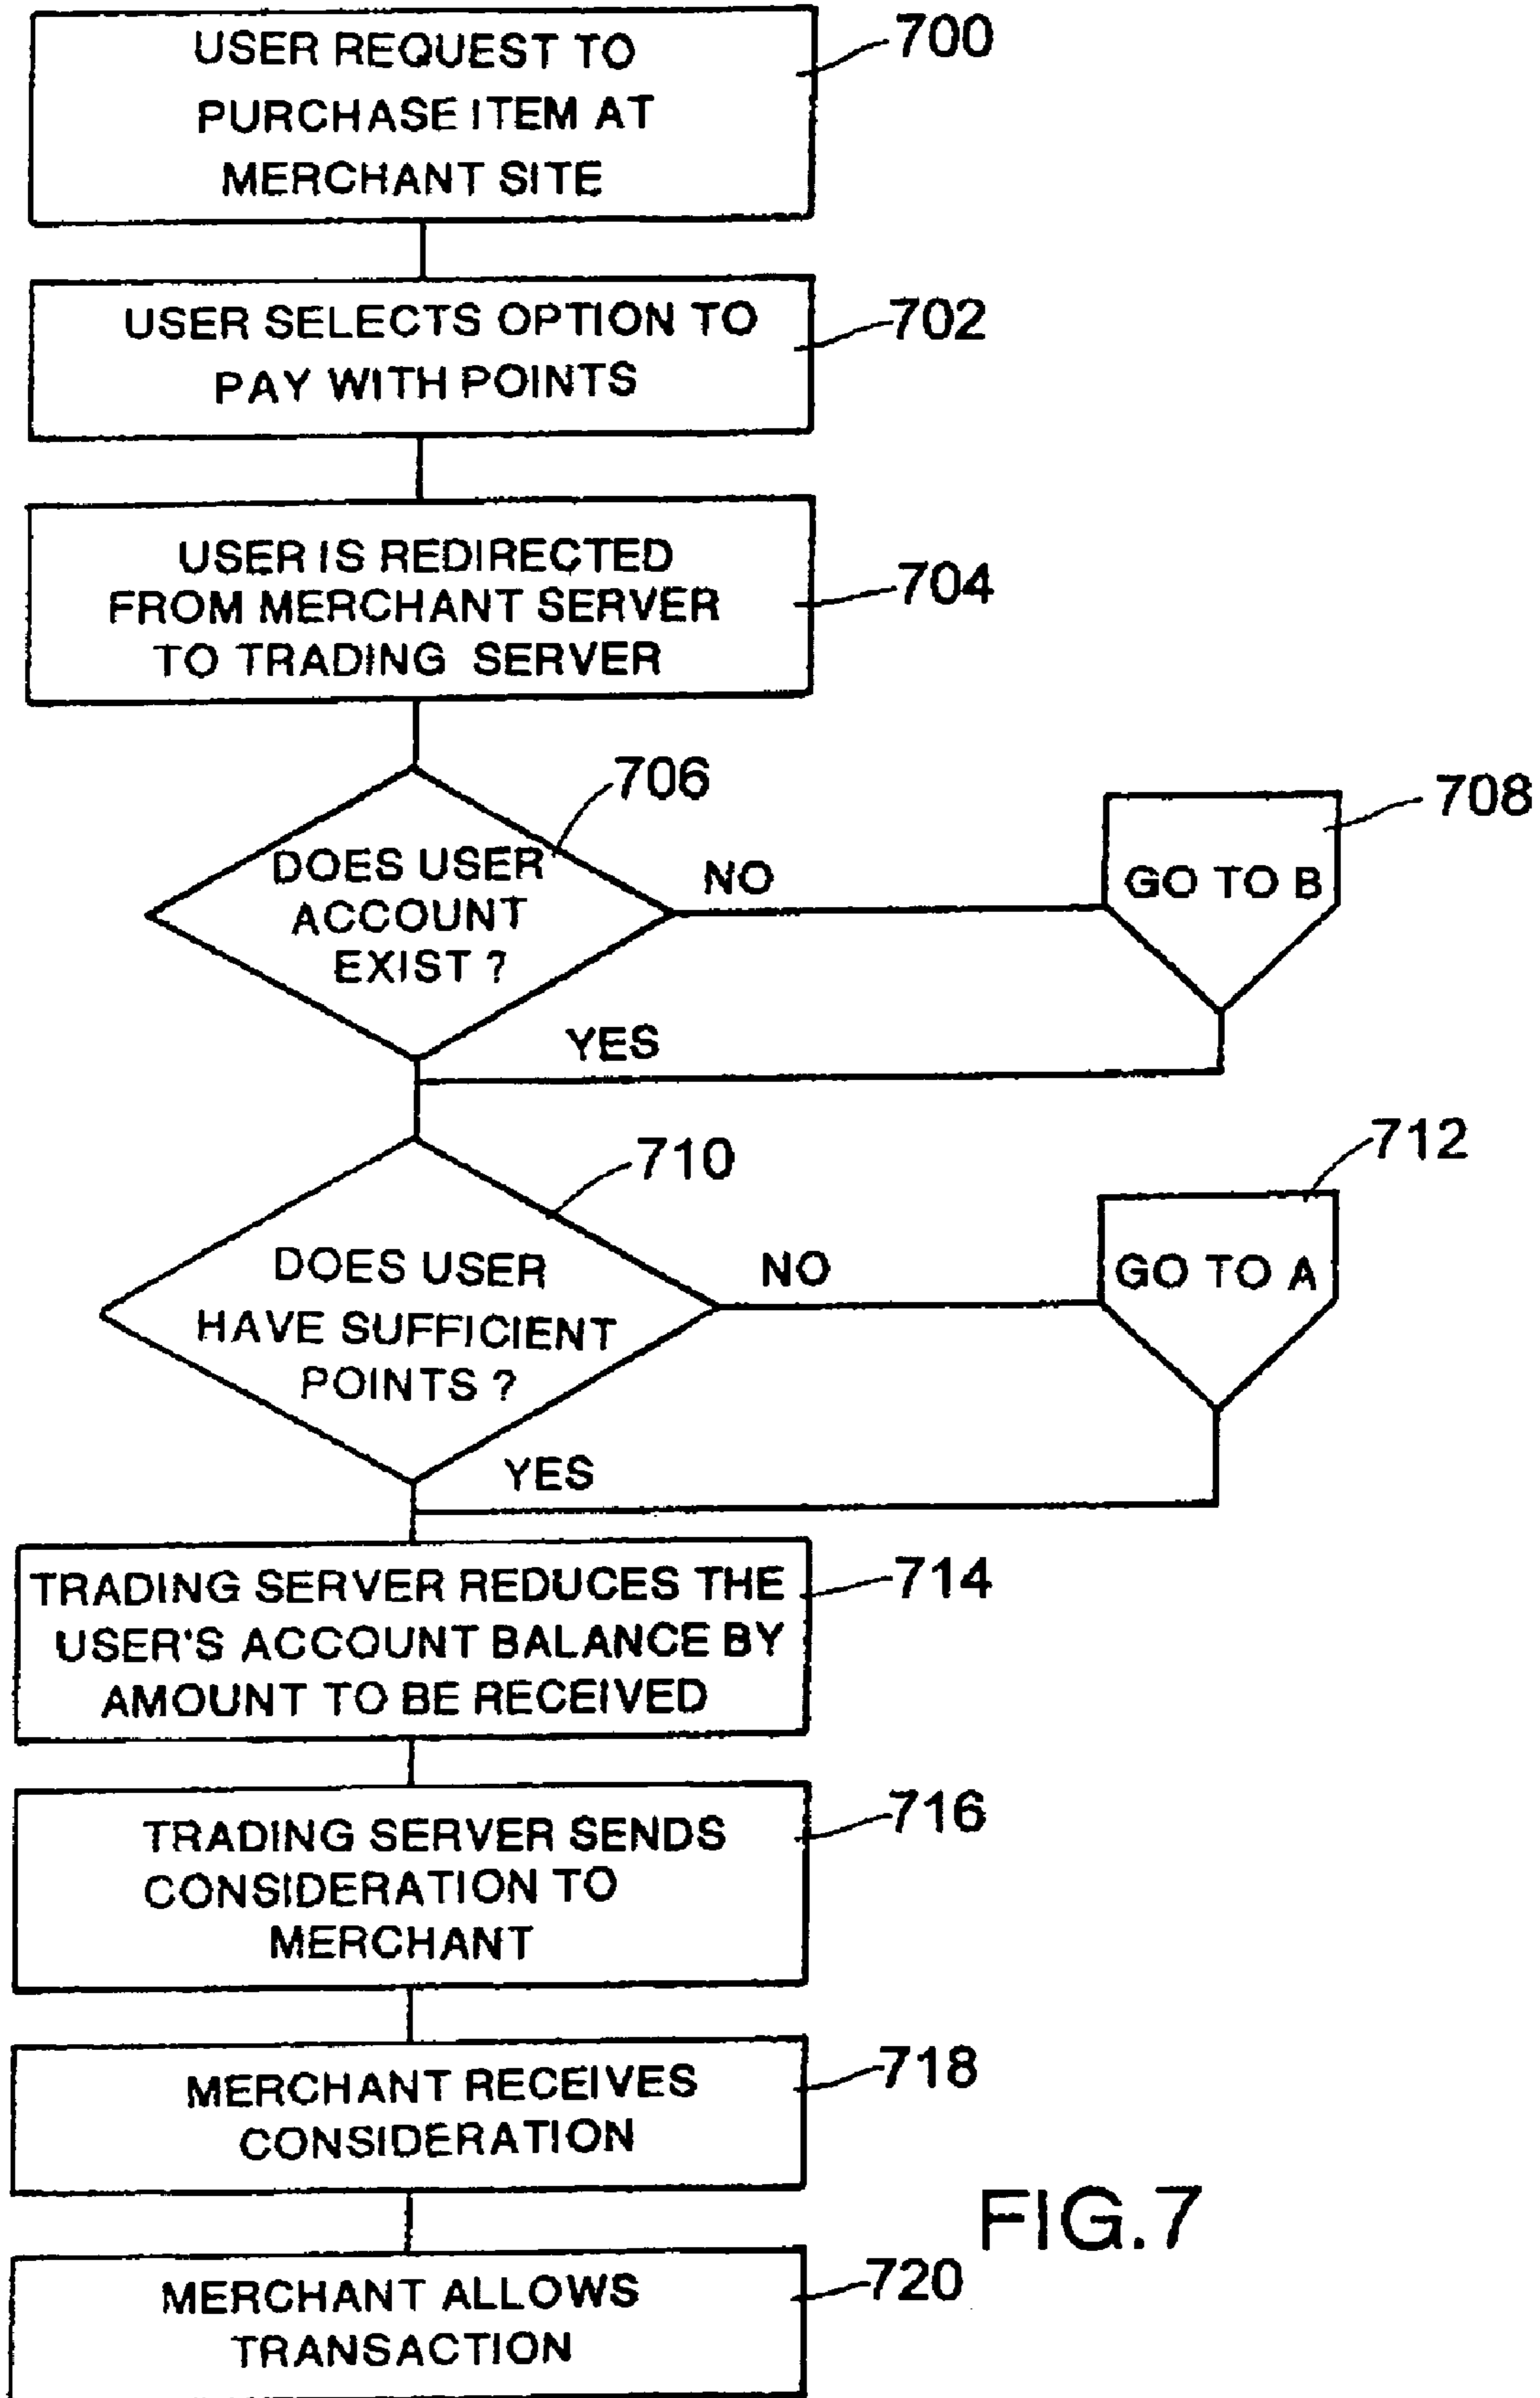 USER REQUEST TO
PURCHASE ITEM AT
MERCHANT SITE
700
USER SELECTS OPTION TO
PAY WITH POINTS
702
USER IS REDIRECTED
FROM MERCHANT SERVER
TO TRADING SERVER
704
706
DOES USER
ACCOUNT
EXIST ?
NO
708
GO TO B
YES
710
DOES USER
HAVE SUFFICIENT
POINTS ?
NO
712
GO TO A
YES
TRADING SERVER REDUCES THE
USER'S ACCOUNT BALANCE BY
AMOUNT TO BE RECEIVED
714
TRADING SERVER SENDS
CONSIDERATION TO
MERCHANT
716
MERCHANT RECEIVES
CONSIDERATION
718
MERCHANT ALLOWS
TRANSACTION
720
FIG.7